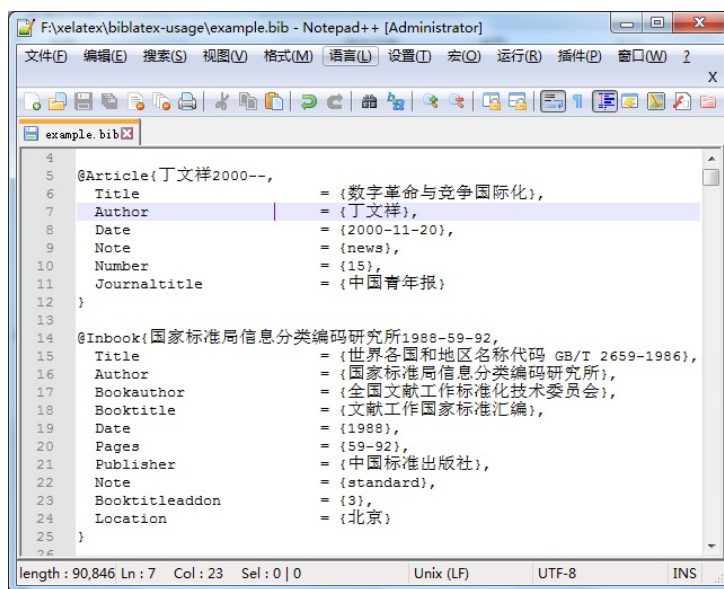 F:\xelatex\biblatex-usage\example.bib - Notepad++ [Administrator]
文件(F) 编辑(E) 搜索(S) 视图(V) 格式(M) 语言(L) 设置(T) 宏(O) 运行(R) 插件(P) 窗口(W) ?
X
example.bib
4
5 @Article{丁文祥2000--,
6 Title = {数字革命与竞争国际化},
7 Author = {丁文祥},
8 Date = {2000-11-20},
9 Note = {news},
10 Number = {15},
11 Journaltitle = {中国青年报}
12 }
13
14 @Inbook{国家标准局信息分类编码研究所1988-59-92,
15 Title = {世界各国和地区名称代码 GB/T 2659-1986},
16 Author = {国家标准局信息分类编码研究所},
17 Bookauthor = {全国文献工作标准化技术委员会},
18 Booktitle = {文献工作国家标准汇编},
19 Date = {1988},
20 Pages = {59-92},
21 Publisher = {中国标准出版社},
22 Note = {standard},
23 Booktitleaddon = {3},
24 Location = {北京}
25 }
26
length : 90,846 Ln : 7 Col : 23 Sel : 0 | 0 Unix (LF) UTF-8 INS